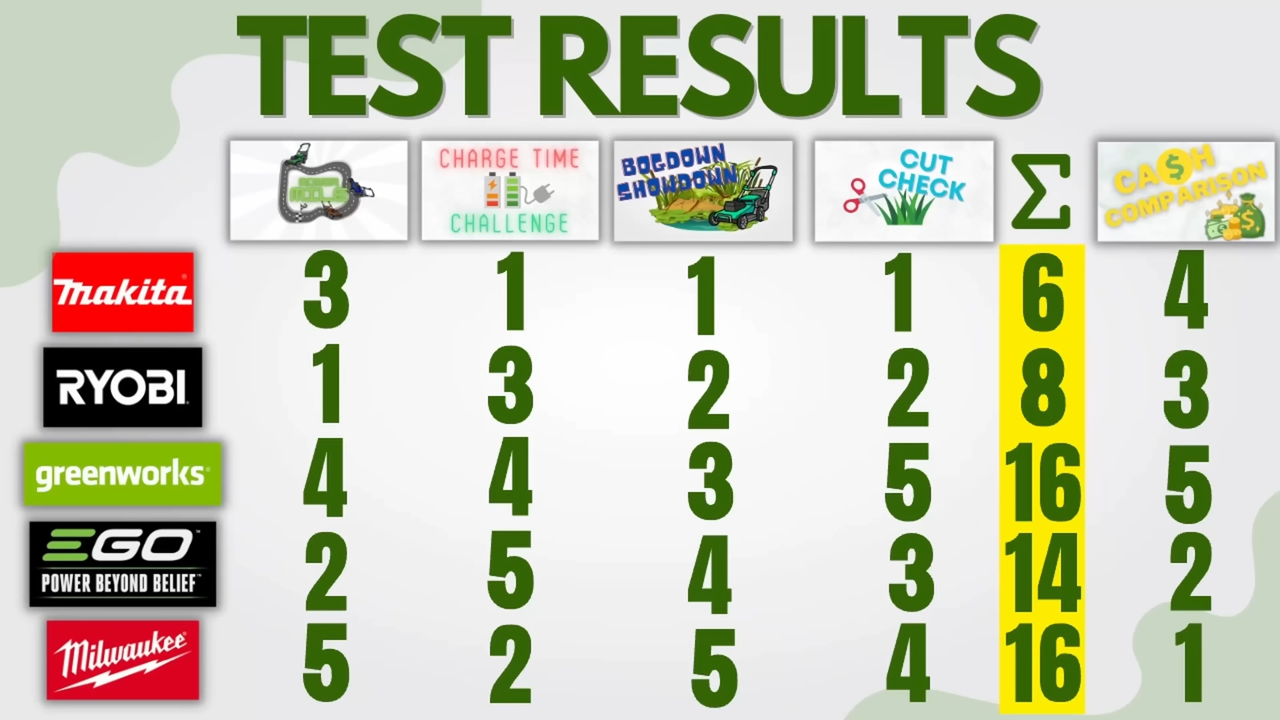 TEST RESULTS
CHARGE TIME
CHALLENGE
BOGDOWN
SHOWDOWN
CUT
CHECK
Σ
CA$H
COMPARISON
makita 3 1 1 1 6 4
RYOBI 1 3 2 2 8 3
greenworks 4 4 3 5 16 5
EGO
POWER BEYOND BELIEF™ 2 5 4 3 14 2
Milwaukee 5 2 5 4 16 1